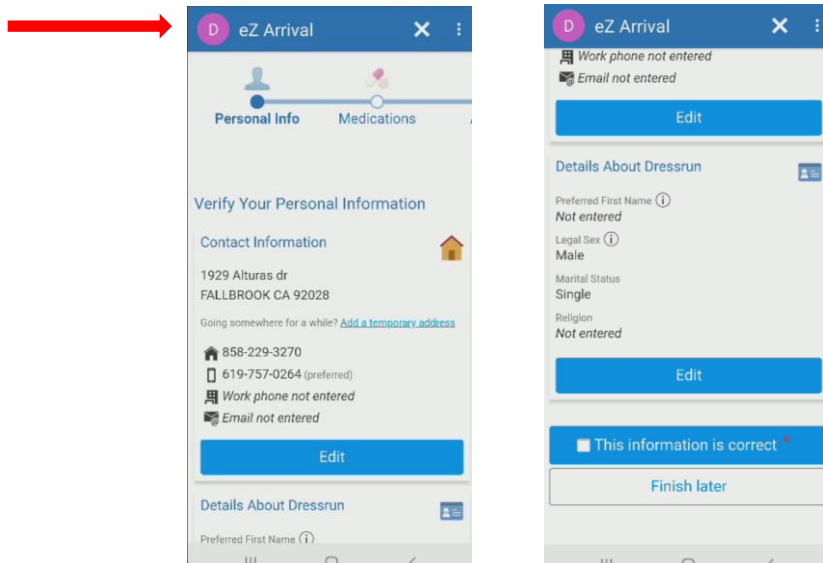 D eZ Arrival
Personal Info Medications
Verify Your Personal Information
Contact Information
1929 Alturas dr
FALLBROOK CA 92028
Going somewhere for a while? Add a temporary address
858-229-3270
619-757-0264 (preferred)
Work phone not entered
Email not entered
Edit
Details About Dressrun
Preferred First Name
D eZ Arrival
Work phone not entered
Email not entered
Edit
Details About Dressrun
Preferred First Name
Not entered
Legal Sex
Male
Marital Status
Single
Religion
Not entered
Edit
This information is correct *
Finish later